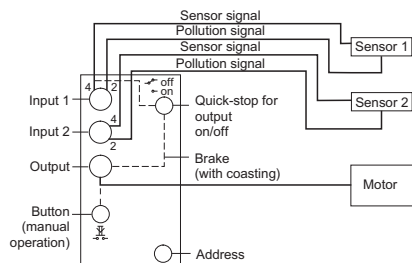 Sensor signal
Pollution signal
Sensor signal
Pollution signal
Sensor 1
Sensor 2
4 2
off
on
Input 1
Quick-stop for
output
on/off
4
Input 2
2
Output
Brake
(with coasting)
Motor
Button
(manual
operation)
Address